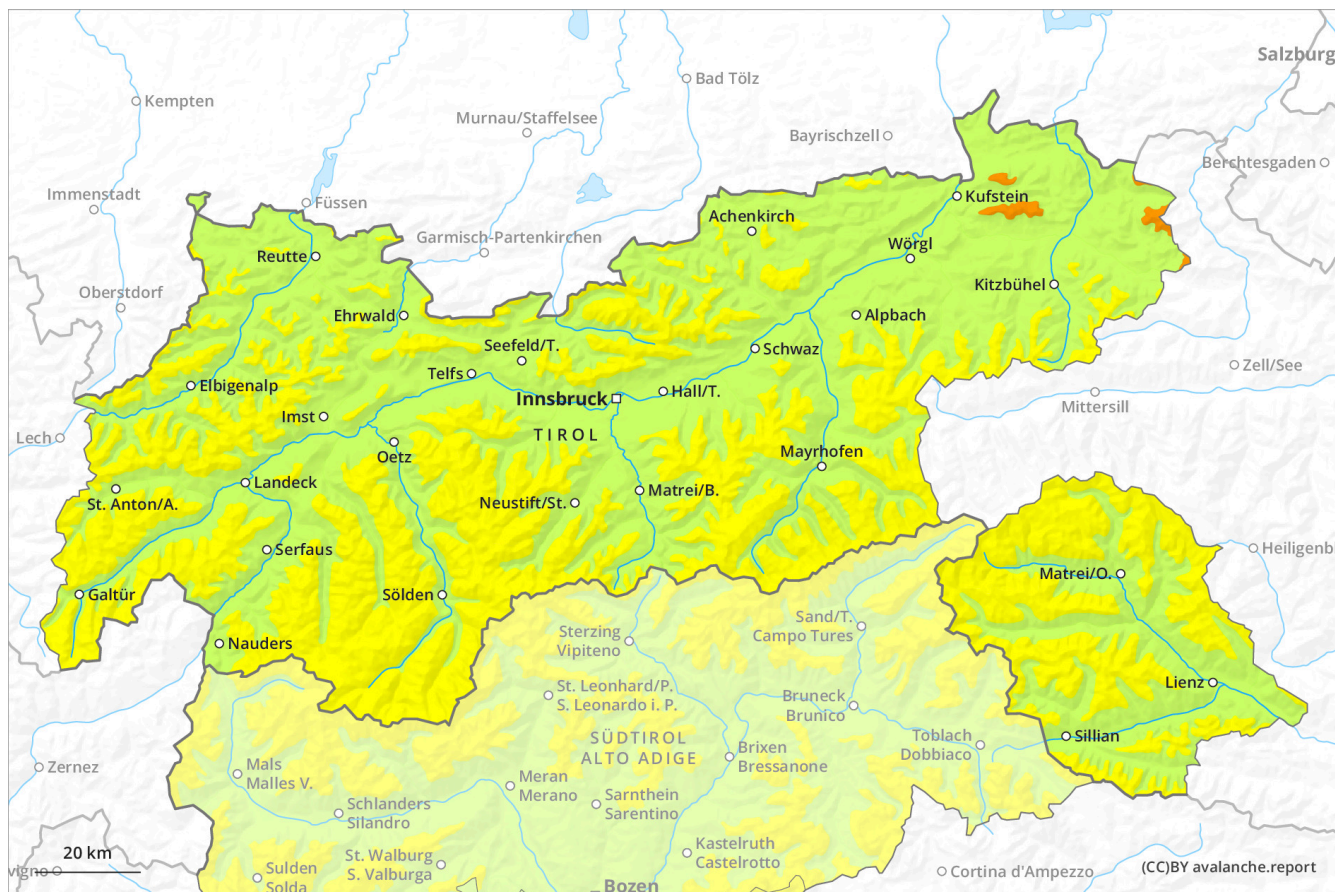 Salzburg
Bad Tölz
Kempten
Murnau/Staffelsee
Bayrischzell
Berchtesgaden
Immenstadt
Füssen
Kufstein
Achenkirch
Garmisch-Partenkirchen
Wörgl
Reutte
Kitzbühel
Oberstdorf
Ehrwald
Alpbach
Seefeld/T.
Schwaz
Zell/See
Telfs
Elbigenalp
Hall/T.
Innsbruck
Mittersill
Imst
TIROL
Lech
Oetz
Mayrhofen
Landeck
Matrei/B.
St. Anton/A.
Neustift/St.
Serfaus
Heiligenb
Matrei/O.
Galtür
Sölden
Sand/T.
Campo Tures
Sterzing
Vipiteno
Nauders
Lienz
St. Leonhard/P.
S. Leonardo i. P.
Bruneck
Brunico
Sillian
SÜDTIROL
ALTO ADIGE
Toblach
Dobbiaco
Brixen
Bressanone
Zernez
Mals
Malles V.
Meran
Merano
Sarnthein
Sarentino
Schlanders
Silandro
20 km
Kastelruth
Castelrotto
St. Walburg
S. Valburga
vigno
Sulden
Solda
Cortina d'Ampezzo
(CC)BY avalanche.report
Bozen